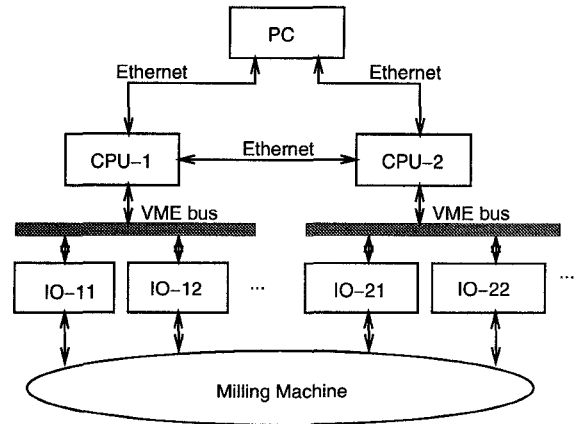 PC
Ethernet
Ethernet
CPU–1
Ethernet
CPU–2
VME bus
VME bus
IO–11
IO–12
...
IO–21
IO–22
...
Milling Machine